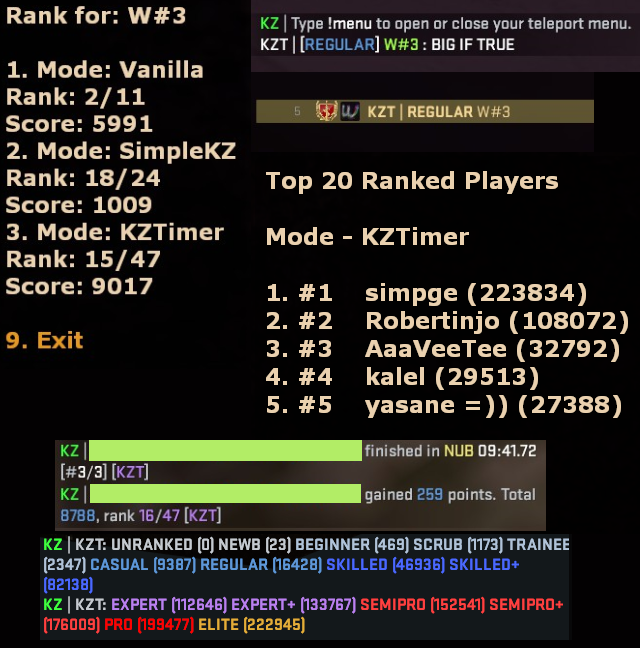 Rank for: W#3
1. Mode: Vanilla
Rank: 2/11
Score: 5991
2. Mode: SimpleKZ
Rank: 18/24
Score: 1009
3. Mode: KZTimer
Rank: 15/47
Score: 9017
9. Exit
KZ | Type !menu to open or close your teleport menu.
KZT | [REGULAR] W#3 : BIG IF TRUE
5 KZT | REGULAR W#3
Top 20 Ranked Players
Mode - KZTimer
1. #1 simpge (223834)
2. #2 Robertinjo (108072)
3. #3 AaaVeeTee (32792)
4. #4 kalel (29513)
5. #5 yasane =)) (27388)
KZ | finished in NUB 09:41.72
[#3/3] [KZT]
KZ | gained 259 points. Total
8788, rank 16/47 [KZT]
KZ | KZT: UNRANKED (0) NEWB (23) BEGINNER (469) SCRUB (1173) TRAINEE
(2347) CASUAL (9387) REGULAR (16428) SKILLED (46936) SKILLED+
(82138)
KZ | KZT: EXPERT (112646) EXPERT+ (133767) SEMIPRO (152541) SEMIPRO+
(176009) PRO (199477) ELITE (222945)